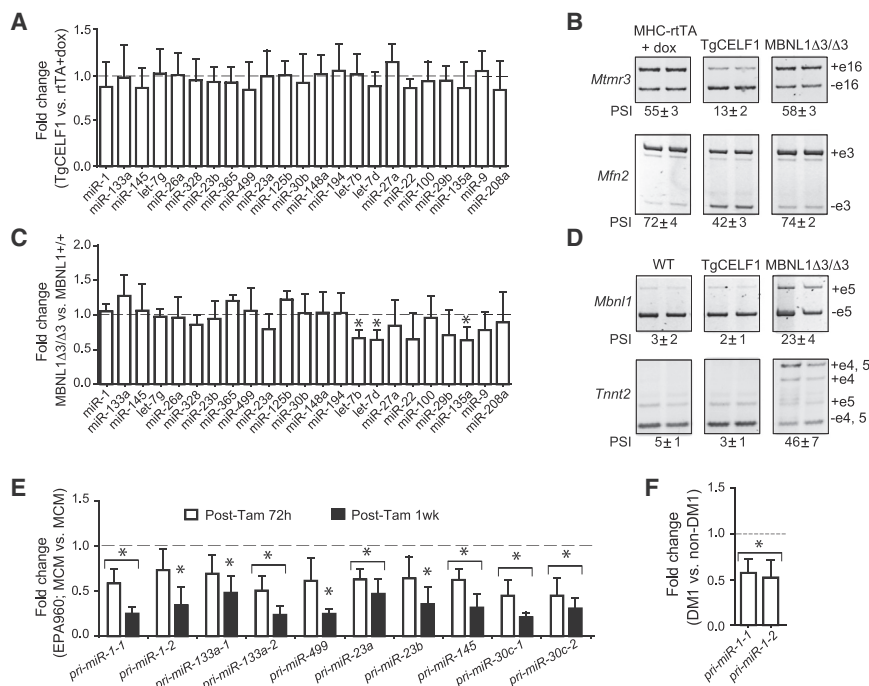 A
Fold change
(TgCELF1 vs. rtTA+dox)
1.5
1.0
0.5
0.0
miR-1
miR-133a
miR-145
let-7g
miR-26a
miR-328
miR-23b
miR-365
miR-499
miR-23a
miR-125b
miR-30b
miR-148a
miR-194
let-7b
let-7d
miR-27a
miR-22
miR-100
miR-29b
miR-135a
miR-9
miR-208a
B
MHC-rtTA
+ dox
TgCELF1
MBNL1Δ3/Δ3
Mtmr3
+e16
-e16
PSI
55±3
13±2
58±3
Mfn2
+e3
-e3
PSI
72±4
42±3
74±2
C
Fold change
MBNL1Δ3/Δ3 vs. MBNL1+/+
2.0
1.5
1.0
0.5
0.0
* * *
miR-1
miR-133a
miR-145
let-7g
miR-26a
miR-328
miR-23b
miR-365
miR-499
miR-23a
miR-125b
miR-30b
miR-148a
miR-194
let-7b
let-7d
miR-27a
miR-22
miR-100
miR-29b
miR-135a
miR-9
miR-208a
D
WT
TgCELF1
MBNL1Δ3/Δ3
Mbnl1
+e5
-e5
PSI
3±2
2±1
23±4
Tnnt2
+e4, 5
+e4
+e5
-e4, 5
PSI
5±1
3±1
46±7
E
Fold change
(EPA960; MCM vs. MCM)
1.5
1.0
0.5
0.0
Post-Tam 72h
Post-Tam 1wk
* * * * * * * * * *
pri-miR-1-1
pri-miR-1-2
pri-miR-133a-1
pri-miR-133a-2
pri-miR-499
pri-miR-23a
pri-miR-23b
pri-miR-145
pri-miR-30c-1
pri-miR-30c-2
F
Fold change
(DM1 vs. non-DM1)
1.5
1.0
0.5
0.0
*
pri-miR-1-1
pri-miR-1-2